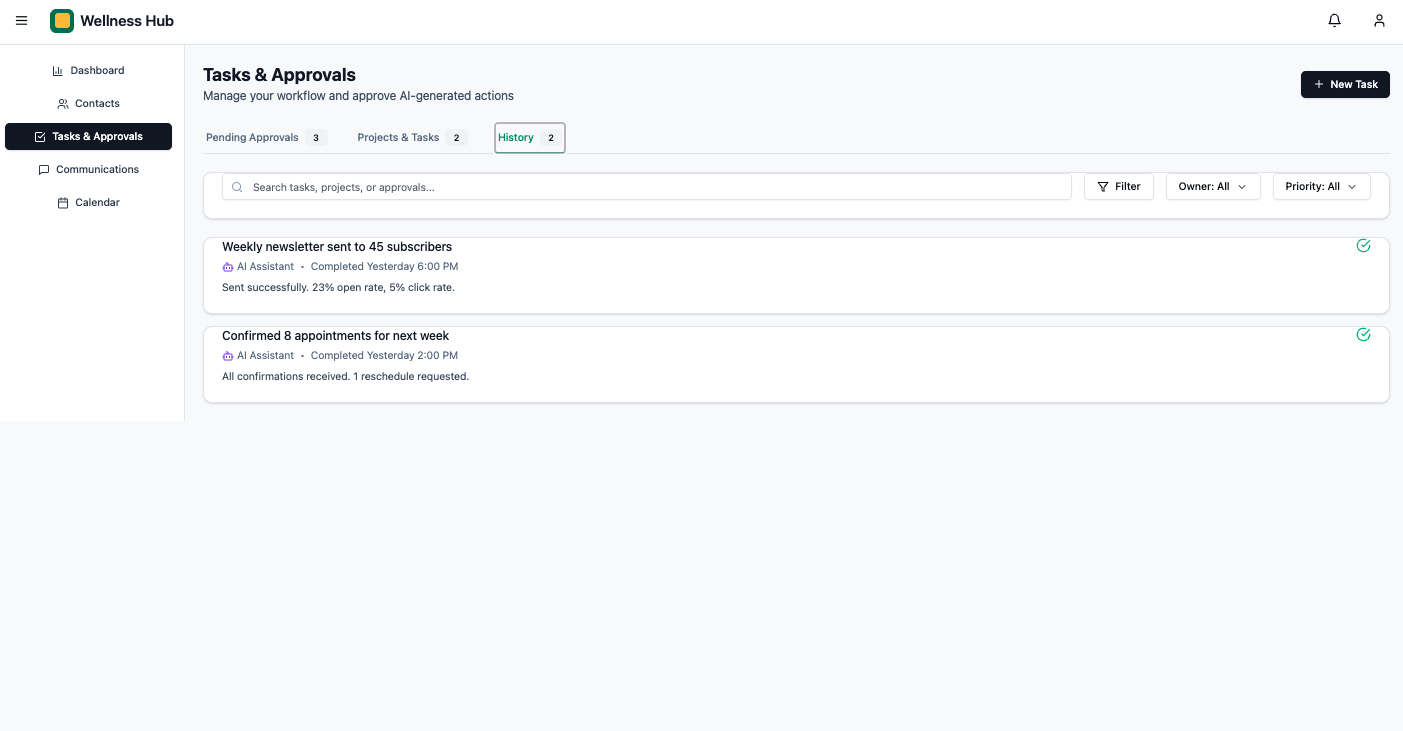 Wellness Hub
Dashboard
Contacts
Tasks & Approvals
Communications
Calendar
Tasks & Approvals
Manage your workflow and approve AI-generated actions
New Task
Pending Approvals 3
Projects & Tasks 2
History 2
Search tasks, projects, or approvals...
Filter
Owner: All
Priority: All
Weekly newsletter sent to 45 subscribers
AI Assistant • Completed Yesterday 6:00 PM
Sent successfully. 23% open rate, 5% click rate.
Confirmed 8 appointments for next week
AI Assistant • Completed Yesterday 2:00 PM
All confirmations received. 1 reschedule requested.